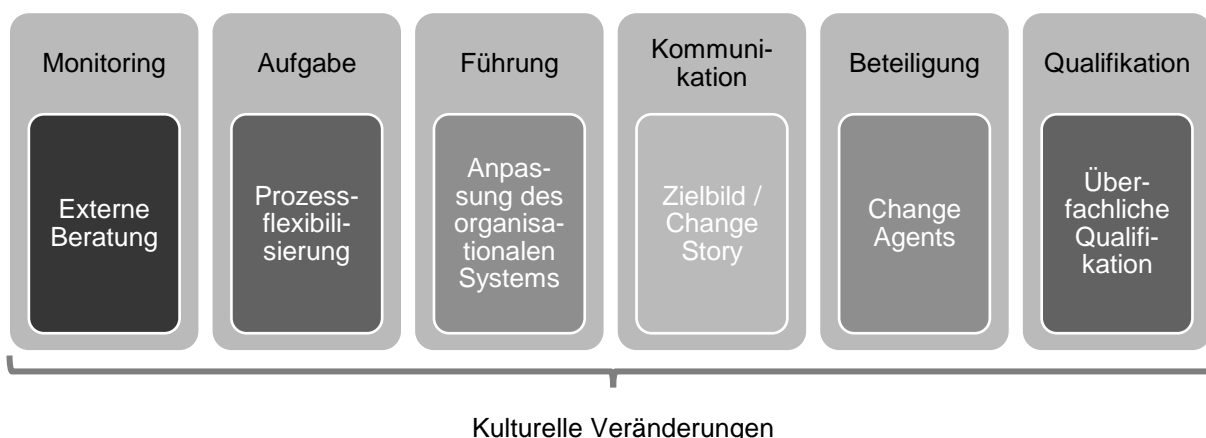 Monitoring
Aufgabe
Führung
Kommuni-
kation
Beteiligung
Qualifikation
Externe
Beratung
Prozess-
flexibili-
sierung
Anpas-
sung des
organisa-
tionalen
Systems
Zielbild /
Change
Story
Change
Agents
Über-
fachliche
Qualifi-
kation
Kulturelle Veränderungen